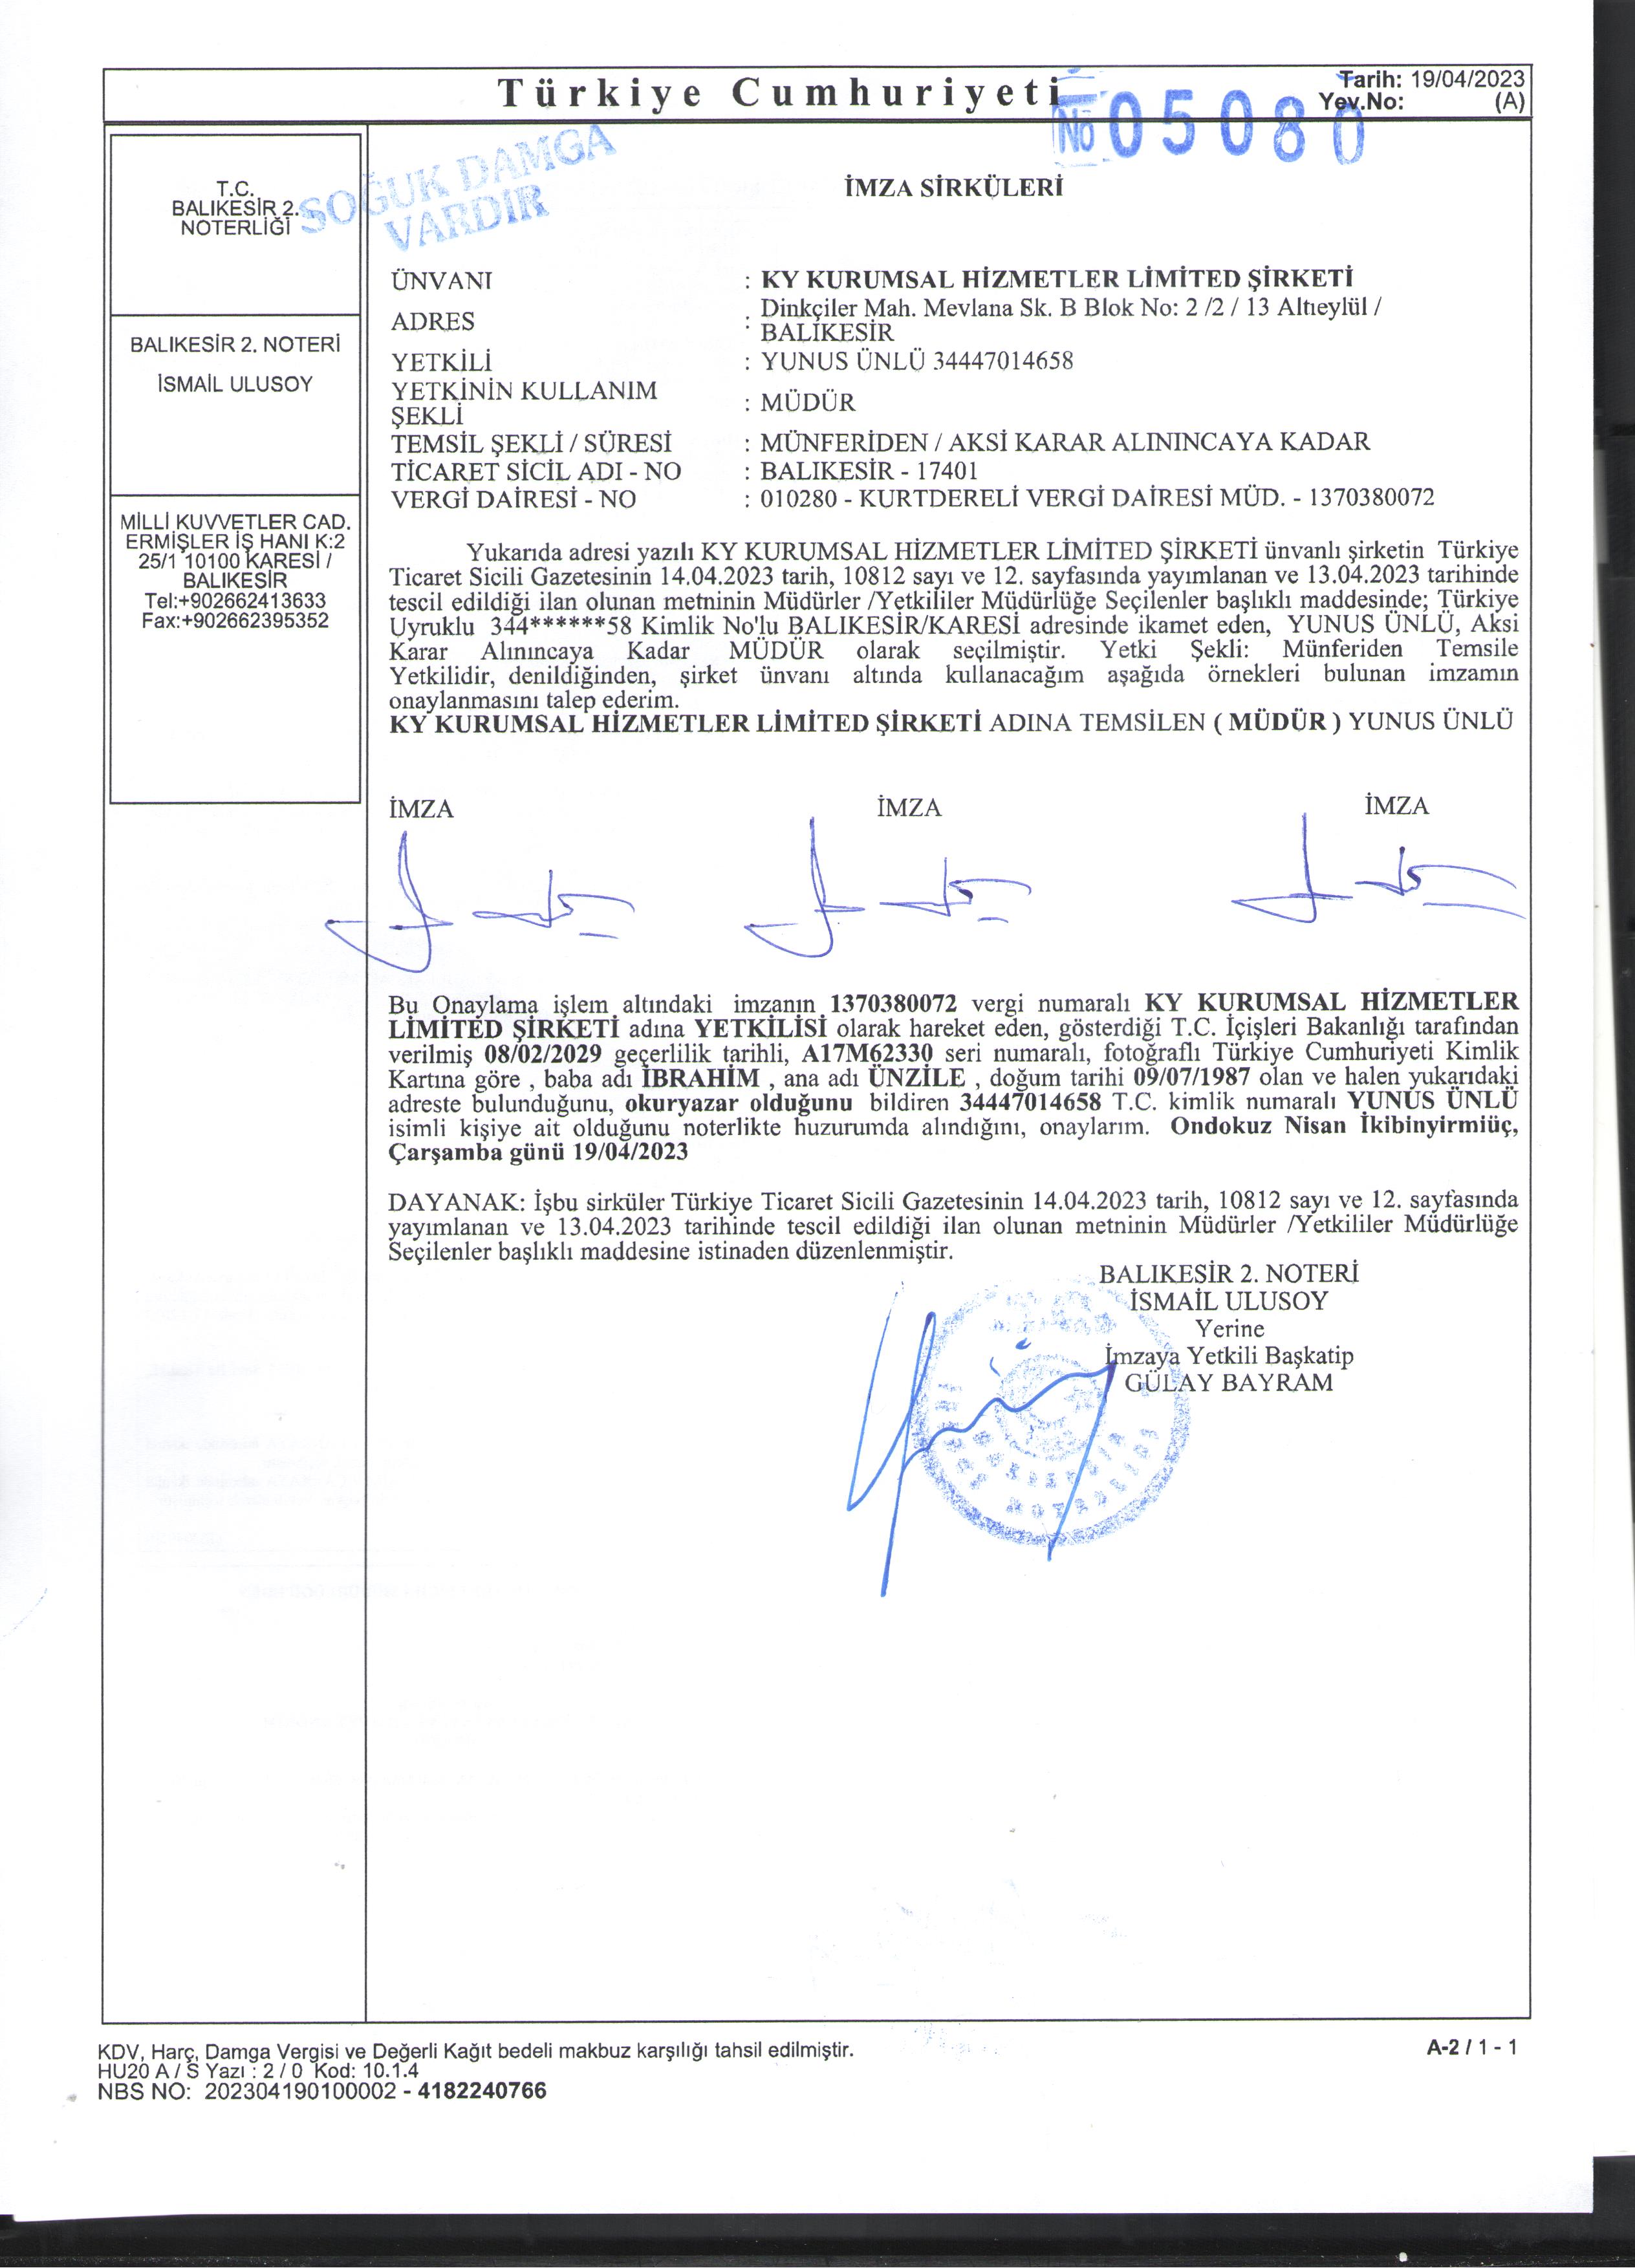 Türkiye Cumhuriyeti
Tarih: 19/04/2023
Yev.No: (A)
No 05080
SOĞUK DAMGA
VARDIR
T.C.
BALIKESİR 2.
NOTERLİĞİ
BALIKESİR 2. NOTERİ
İSMAİL ULUSOY
MİLLİ KUVVETLER CAD.
ERMİŞLER İŞ HANI K:2
25/1 10100 KARESİ /
BALIKESİR
Tel:+902662413633
Fax:+902662395352
İMZA SİRKÜLERİ
ÜNVANI : KY KURUMSAL HİZMETLER LİMİTED ŞİRKETİ
ADRES : Dinkçiler Mah. Mevlana Sk. B Blok No: 2 /2 / 13 Altıeylül /
BALIKESİR
YETKİLİ : YUNUS ÜNLÜ 34447014658
YETKİNİN KULLANIM
ŞEKLİ : MÜDÜR
TEMSİL ŞEKLİ / SÜRESİ : MÜNFERİDEN / AKSİ KARAR ALININCAYA KADAR
TİCARET SİCİL ADI - NO : BALIKESİR - 17401
VERGİ DAİRESİ - NO : 010280 - KURTDERELİ VERGİ DAİRESİ MÜD. - 1370380072
Yukarıda adresi yazılı KY KURUMSAL HİZMETLER LİMİTED ŞİRKETİ ünvanlı şirketin Türkiye
Ticaret Sicili Gazetesinin 14.04.2023 tarih, 10812 sayı ve 12. sayfasında yayımlanan ve 13.04.2023 tarihinde
tescil edildiği ilan olunan metninin Müdürler /Yetkililer Müdürlüğe Seçilenler başlıklı maddesinde; Türkiye
Uyruklu 344******58 Kimlik No'lu BALIKESİR/KARESİ adresinde ikamet eden, YUNUS ÜNLÜ, Aksi
Karar Alınıncaya Kadar MÜDÜR olarak seçilmiştir. Yetki Şekli: Münferiden Temsile
Yetkilidir, denildiğinden, şirket ünvanı altında kullanacağım aşağıda örnekleri bulunan imzamın
onaylanmasını talep ederim.
KY KURUMSAL HİZMETLER LİMİTED ŞİRKETİ ADINA TEMSİLEN ( MÜDÜR ) YUNUS ÜNLÜ
İMZA İMZA İMZA
Bu Onaylama işlem altındaki imzanın 1370380072 vergi numaralı KY KURUMSAL HİZMETLER
LİMİTED ŞİRKETİ adına YETKİLİSİ olarak hareket eden, gösterdiği T.C. İçişleri Bakanlığı tarafından
verilmiş 08/02/2029 geçerlilik tarihli, A17M62330 seri numaralı, fotoğraflı Türkiye Cumhuriyeti Kimlik
Kartına göre , baba adı İBRAHİM , ana adı ÜNZİLE , doğum tarihi 09/07/1987 olan ve halen yukarıdaki
adreste bulunduğunu, okuryazar olduğunu bildiren 34447014658 T.C. kimlik numaralı YUNUS ÜNLÜ
isimli kişiye ait olduğunu noterlikte huzurumda alındığını, onaylarım. Ondokuz Nisan İkibinyirmiüç,
Çarşamba günü 19/04/2023
DAYANAK: İşbu sirküler Türkiye Ticaret Sicili Gazetesinin 14.04.2023 tarih, 10812 sayı ve 12. sayfasında
yayımlanan ve 13.04.2023 tarihinde tescil edildiği ilan olunan metninin Müdürler /Yetkililer Müdürlüğe
Seçilenler başlıklı maddesine istinaden düzenlenmiştir.
BALIKESİR 2. NOTERİ
İSMAİL ULUSOY
Yerine
İmzaya Yetkili Başkatip
GÜLAY BAYRAM
KDV, Harç, Damga Vergisi ve Değerli Kağıt bedeli makbuz karşılığı tahsil edilmiştir.
HU20 A / S Yazı : 2 / 0 Kod: 10.1.4
NBS NO: 202304190100002 - 4182240766
A-2 / 1 - 1